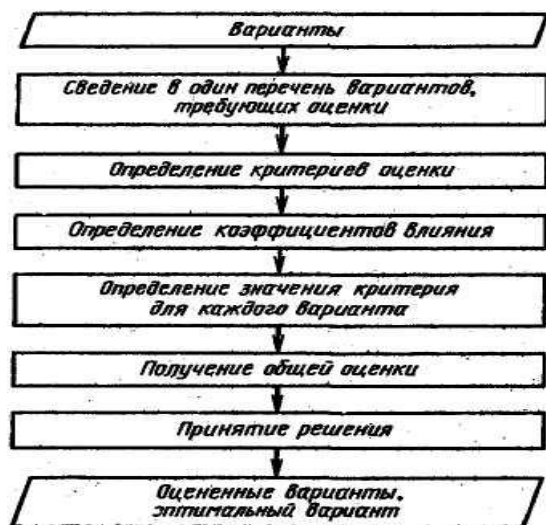 Варианты
Сведение в один перечень вариантов,
требующих оценки
Определение критериев оценки
Определение коэффициентов влияния
Определение значения критерия
для каждого варианта
Получение общей оценки
Принятие решения
Оцененные варианты,
оптимальный вариант